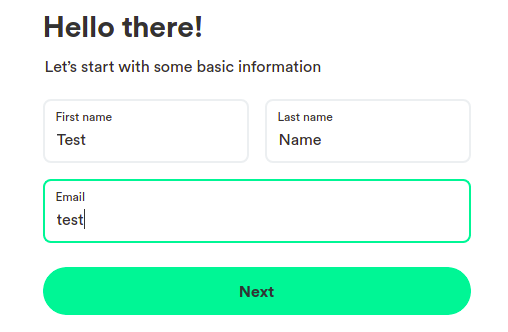 Hello there!
Let's start with some basic information
First name
Last name
Test
Name
Email
test
Next